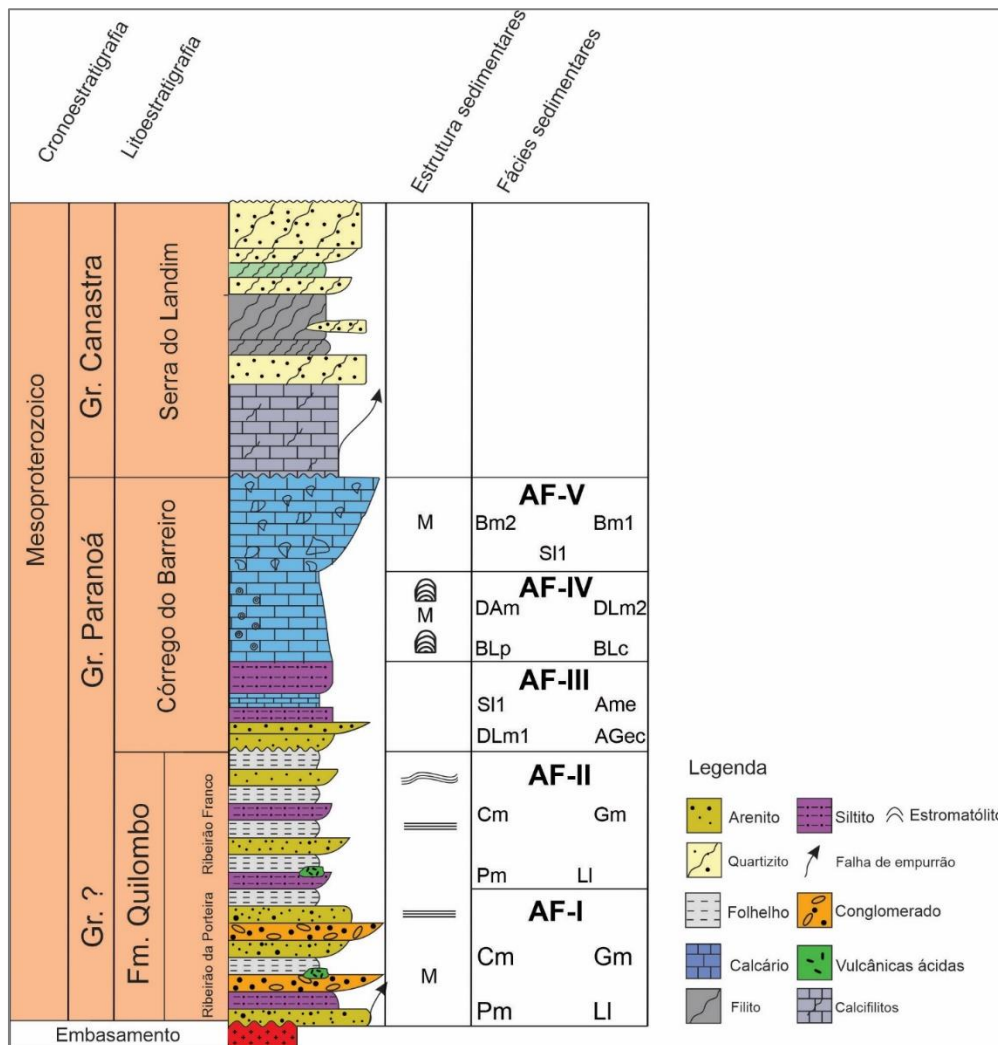 Cronoestratigrafia
Litoestratigrafia
Estrutura sedimentares
Fácies sedimentares
Mesoproterozoico
Gr. Canastra
Serra do Landim
Gr. Paranoá
Córrego do Barreiro
Gr. ?
Fm. Quilombo
Ribeirão Franco
Ribeirão da Porteira
Embasamento
M
AF-V
Bm2 Bm1
Sl1
M
AF-IV
DAm DLm2
BLp BLc
AF-III
Sl1 Ame
DLm1 AGec
AF-II
Cm Gm
Pm Ll
M
AF-I
Cm Gm
Pm Ll
Legenda
Arenito Siltito Estromatólito
Quartizito Falha de empurrão
Folhelho Conglomerado
Calcário Vulcânicas ácidas
Filito Calcifilitos